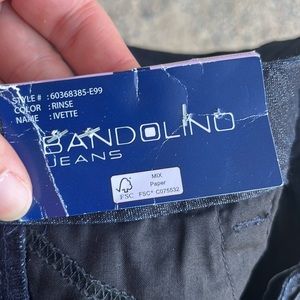 STYLE # : 60368385-E99
COLOR : RINSE
NAME : IVETTE
BANDOLINO
JEANS
FSC
MIX
Paper
FSC® C075532